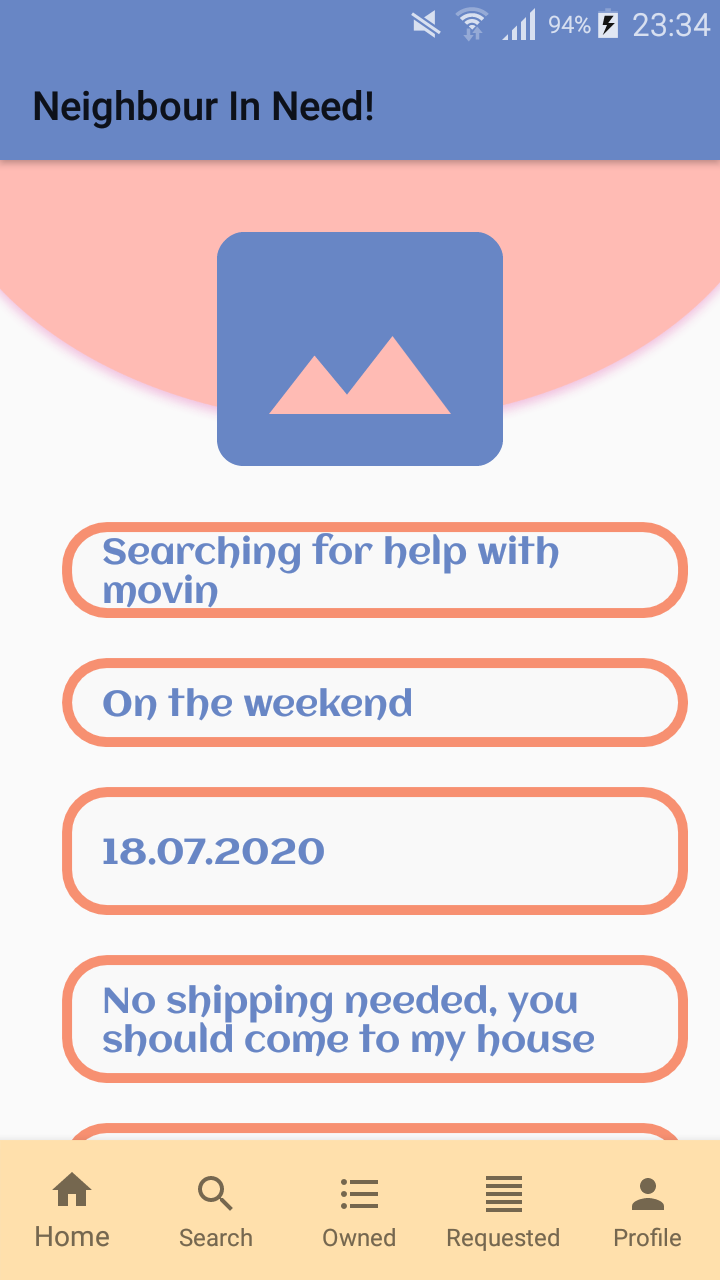 94% 23:34
Neighbour In Need!
Searching for help with
movin
On the weekend
18.07.2020
No shipping needed, you
should come to my house
Home Search Owned Requested Profile